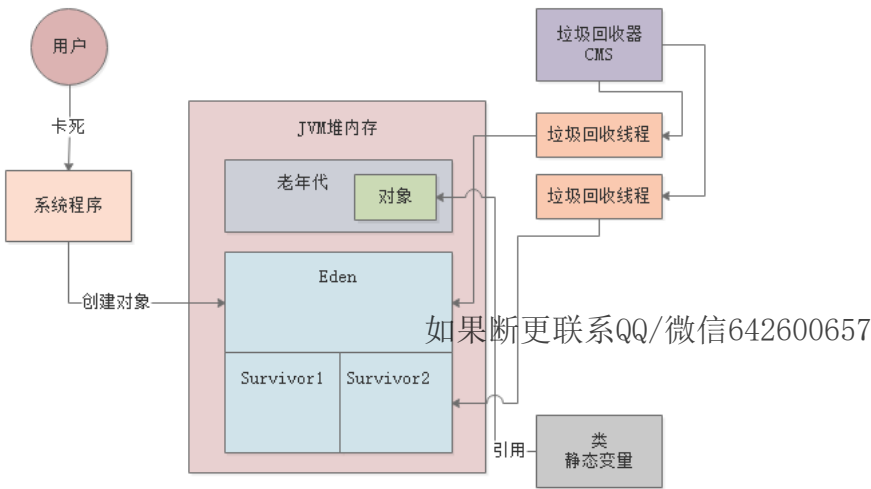 用户
垃圾回收器
CMS
卡死
JVM堆内存
垃圾回收线程
老年代
对象
系统程序
垃圾回收线程
Eden
创建对象
如果断更联系QQ/微信642600657
Survivor1
Survivor2
引用
类
静态变量